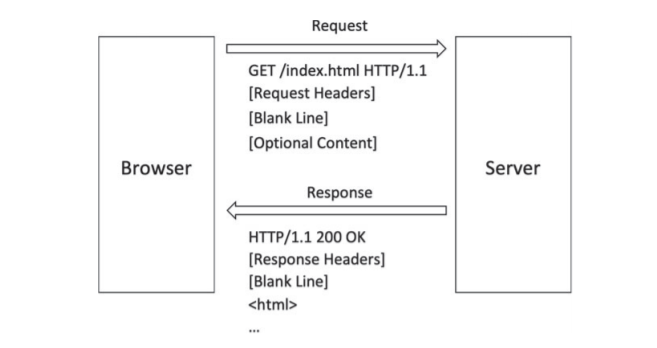 Request
GET /index.html HTTP/1.1
[Request Headers]
[Blank Line]
[Optional Content]
Browser
Server
Response
HTTP/1.1 200 OK
[Response Headers]
[Blank Line]
<html>
...